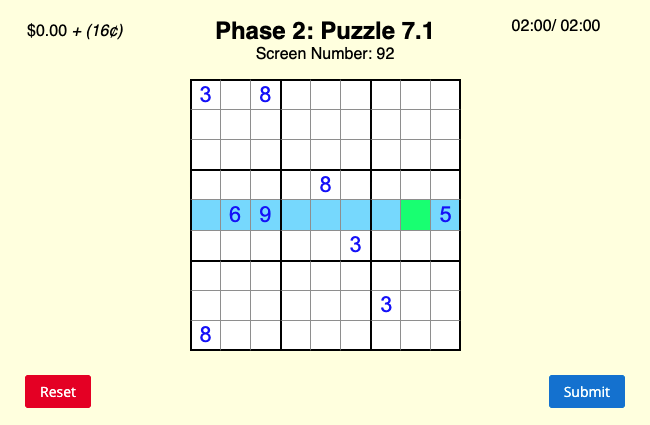 $0.00 + (16¢)
Phase 2: Puzzle 7.1
02:00/ 02:00
Screen Number: 92
3 8
8
6 9 5
3
3
8
Reset
Submit